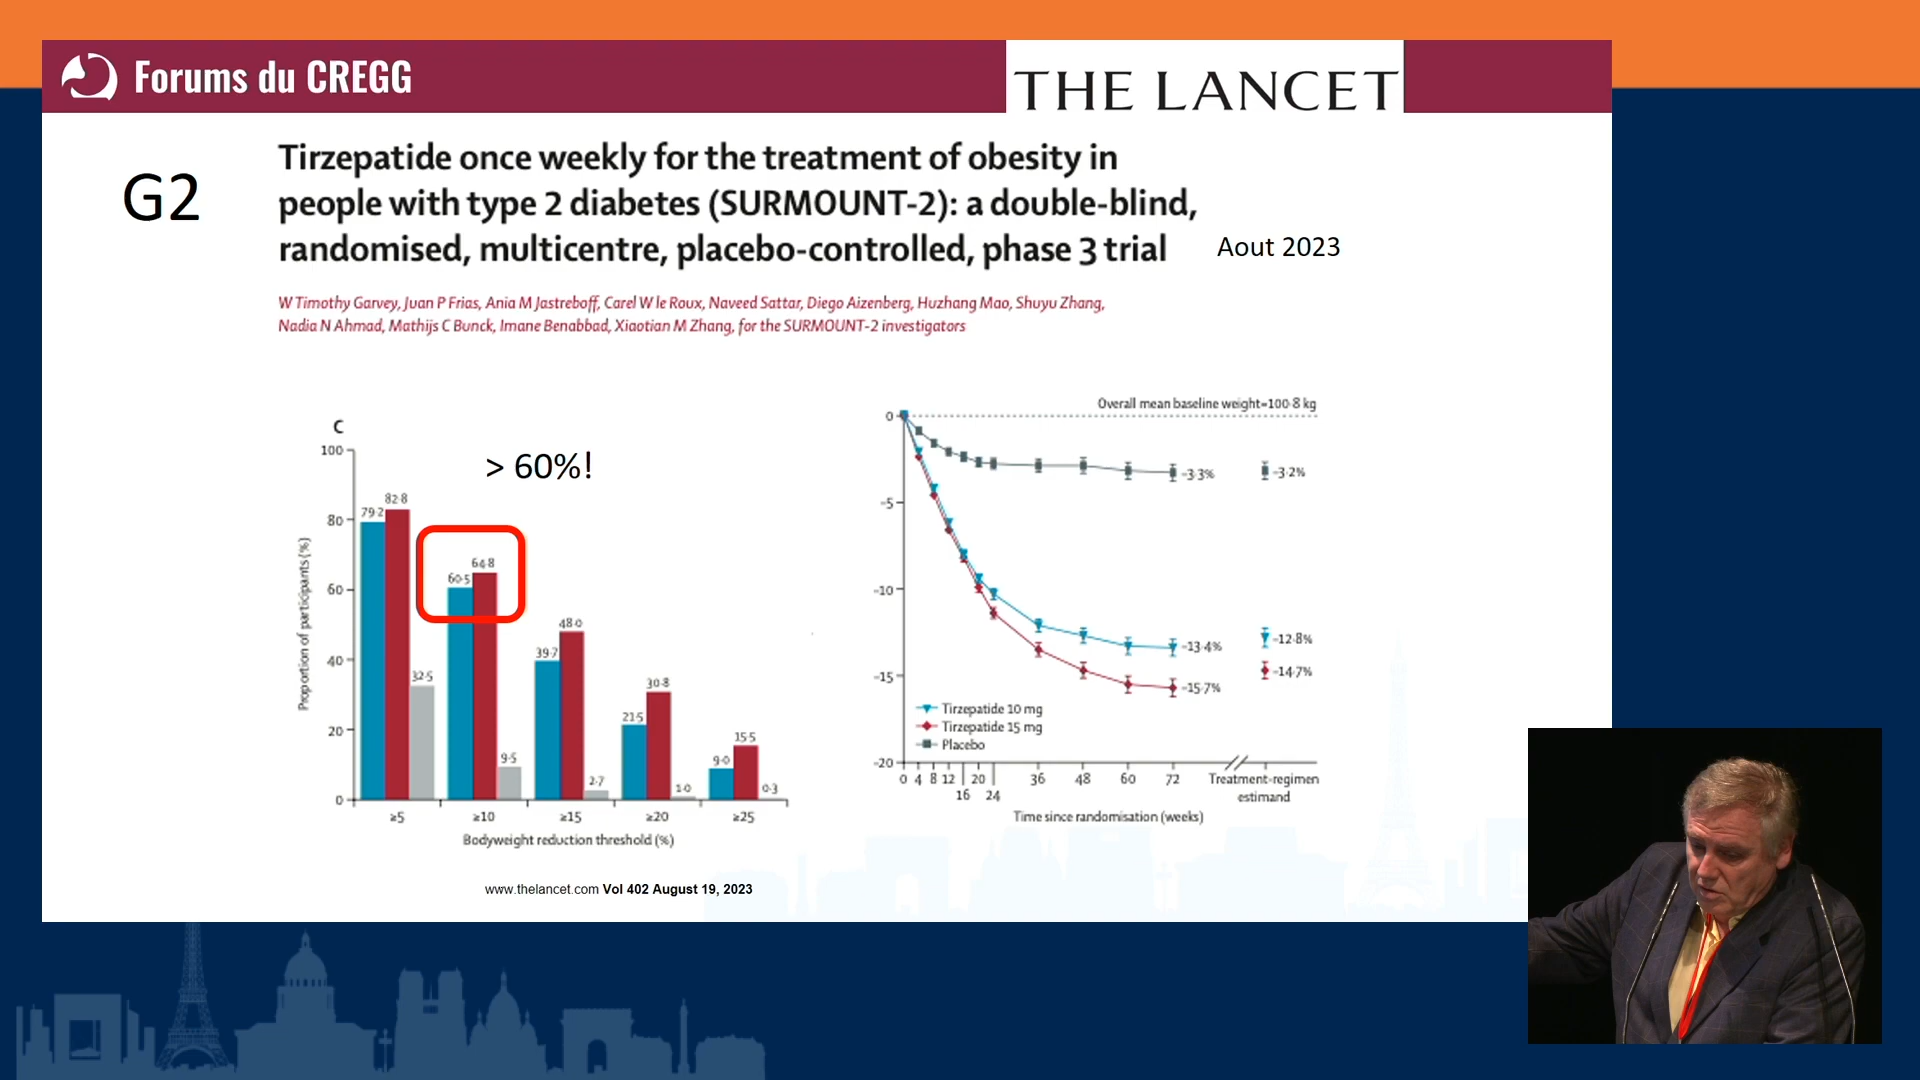 Forums du CREGG
THE LANCET
G2
Tirzepatide once weekly for the treatment of obesity in
people with type 2 diabetes (SURMOUNT-2): a double-blind,
randomised, multicentre, placebo-controlled, phase 3 trial
Aout 2023
W Timothy Garvey, Juan P Frias, Ania M Jastreboff, Carel W le Roux, Naveed Sattar, Diego Aizenberg, Huzhang Mao, Shuyu Zhang,
Nadia N Ahmad, Mathijs C Bunck, Imane Benabbad, Xiaotian M Zhang, for the SURMOUNT-2 investigators
C
> 60%!
Proportion of participants (%)
100
80
60
40
20
0
79·2
82·8
32·5
60·5
64·8
9·5
39·7
48·0
2·7
21·5
30·8
1·0
9·0
15·5
0·3
≥5 ≥10 ≥15 ≥20 ≥25
Bodyweight reduction threshold (%)
Overall mean baseline weight=100·8 kg
0
−5
−10
−15
−20
−3·3%
−3·2%
−13·4%
−12·8%
−15·7%
−14·7%
Tirzepatide 10 mg
Tirzepatide 15 mg
Placebo
0 4 8 12 16 20 24 36 48 60 72 Treatment-regimen
estimand
Time since randomisation (weeks)
www.thelancet.com Vol 402 August 19, 2023